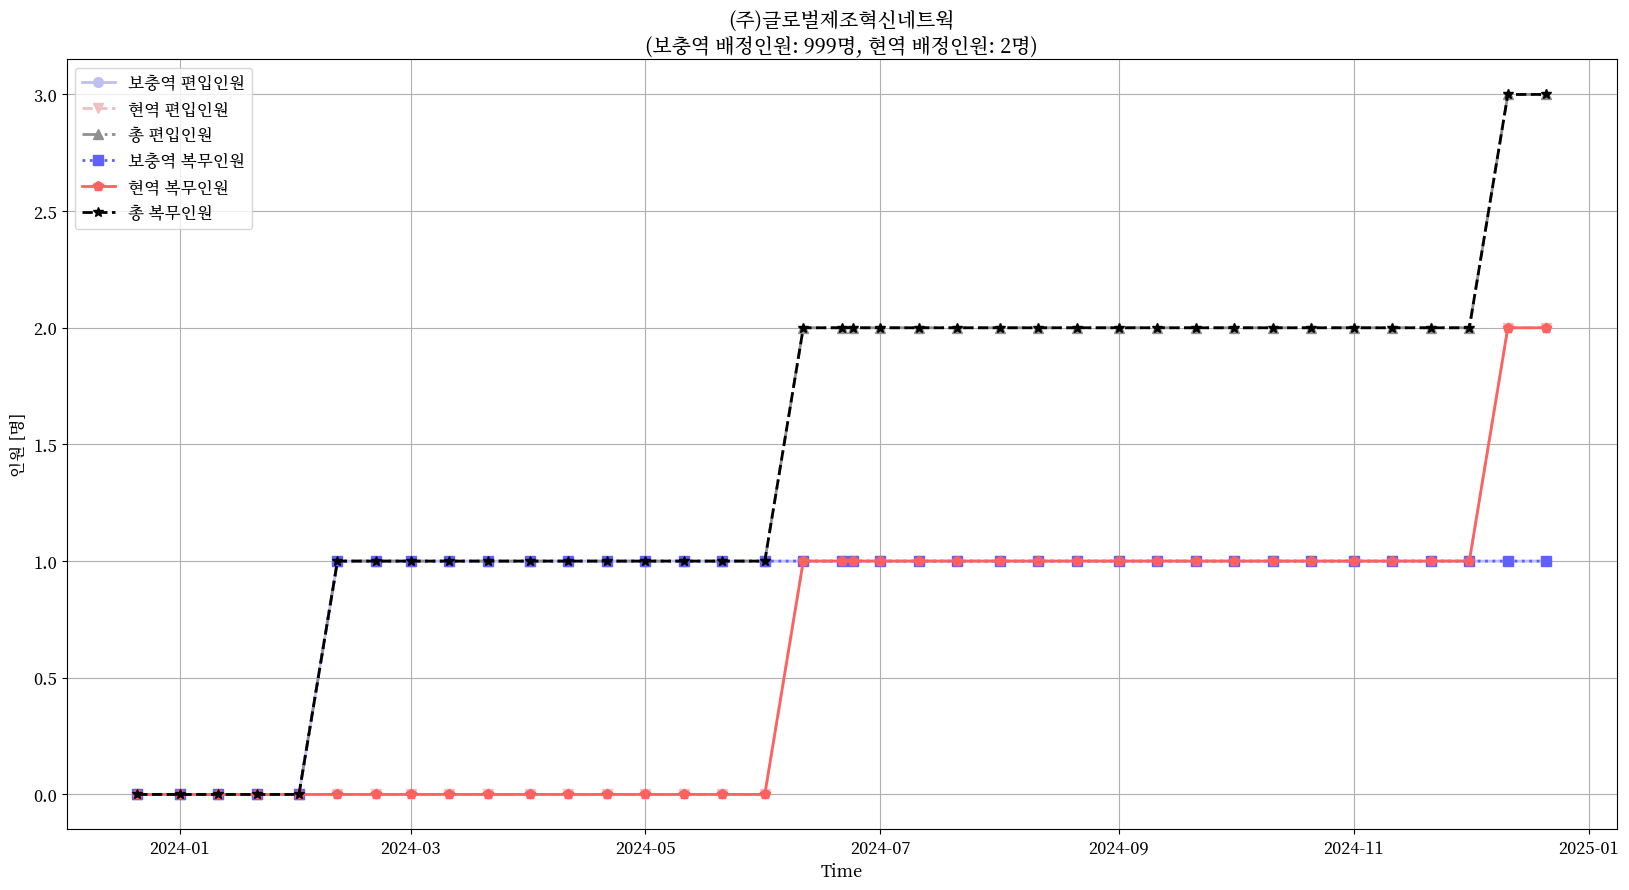 (주)글로벌제조혁신네트웍
(보충역 배정인원: 999명, 현역 배정인원: 2명)
보충역 편입인원
현역 편입인원
총 편입인원
보충역 복무인원
현역 복무인원
총 복무인원
3.0
2.5
2.0
1.5
1.0
0.5
0.0
인원 [명]
2024-01
2024-03
2024-05
2024-07
2024-09
2024-11
2025-01
Time